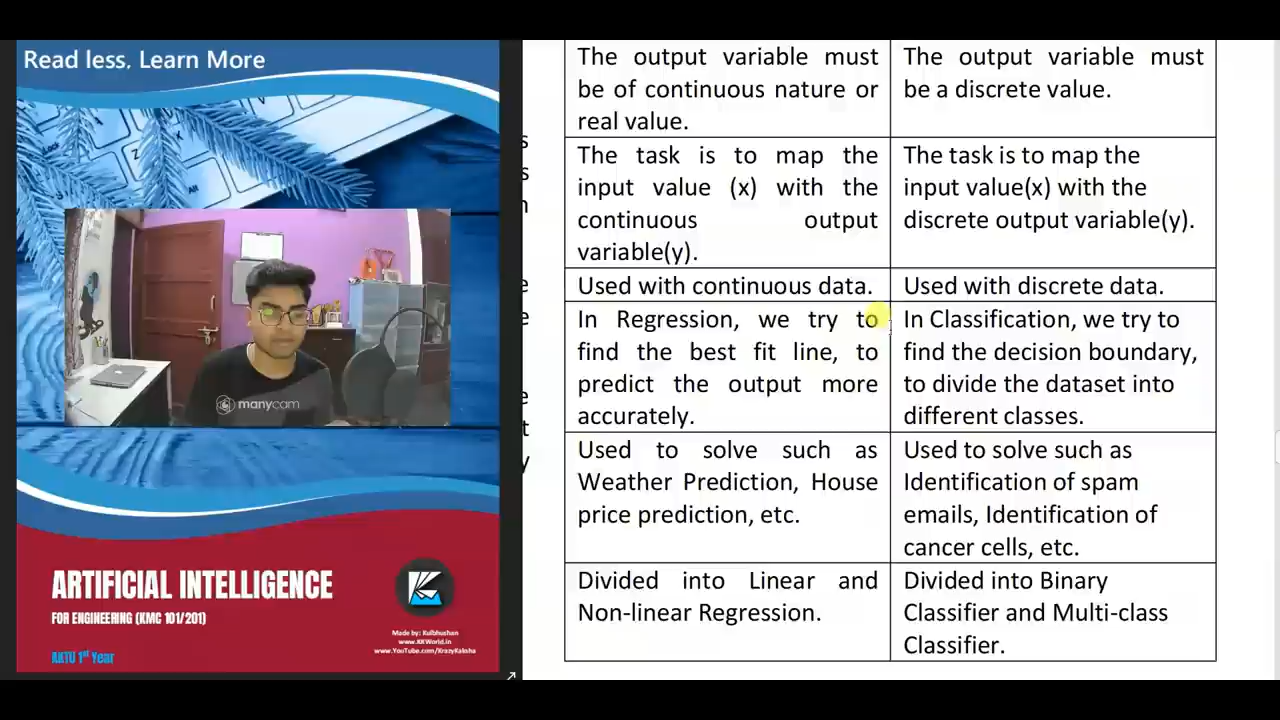 Read less. Learn More
manycam
ARTIFICIAL INTELLIGENCE
FOR ENGINEERING (KMC 101/201)
AKTU 1st Year
Made by: Kulbhushan
www.KKWorld.in
www.YouTube.com/KrazyKaksha
The output variable must
be of continuous nature or
real value.
The output variable must
be a discrete value.
The task is to map the
input value (x) with the
continuous output
variable(y).
The task is to map the
input value(x) with the
discrete output variable(y).
Used with continuous data.
Used with discrete data.
In Regression, we try to
find the best fit line, to
predict the output more
accurately.
In Classification, we try to
find the decision boundary,
to divide the dataset into
different classes.
Used to solve such as
Weather Prediction, House
price prediction, etc.
Used to solve such as
Identification of spam
emails, Identification of
cancer cells, etc.
Divided into Linear and
Non-linear Regression.
Divided into Binary
Classifier and Multi-class
Classifier.